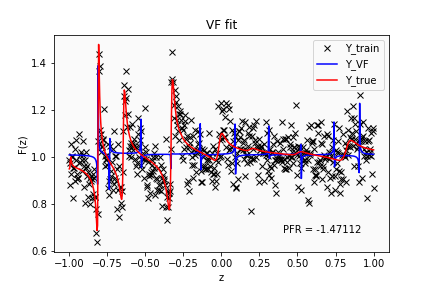 VF fit
Y_train
Y_VF
Y_true
F(z)
1.4
1.2
1.0
0.8
0.6
PFR = -1.47112
−1.00 −0.75 −0.50 −0.25 0.00 0.25 0.50 0.75 1.00
z